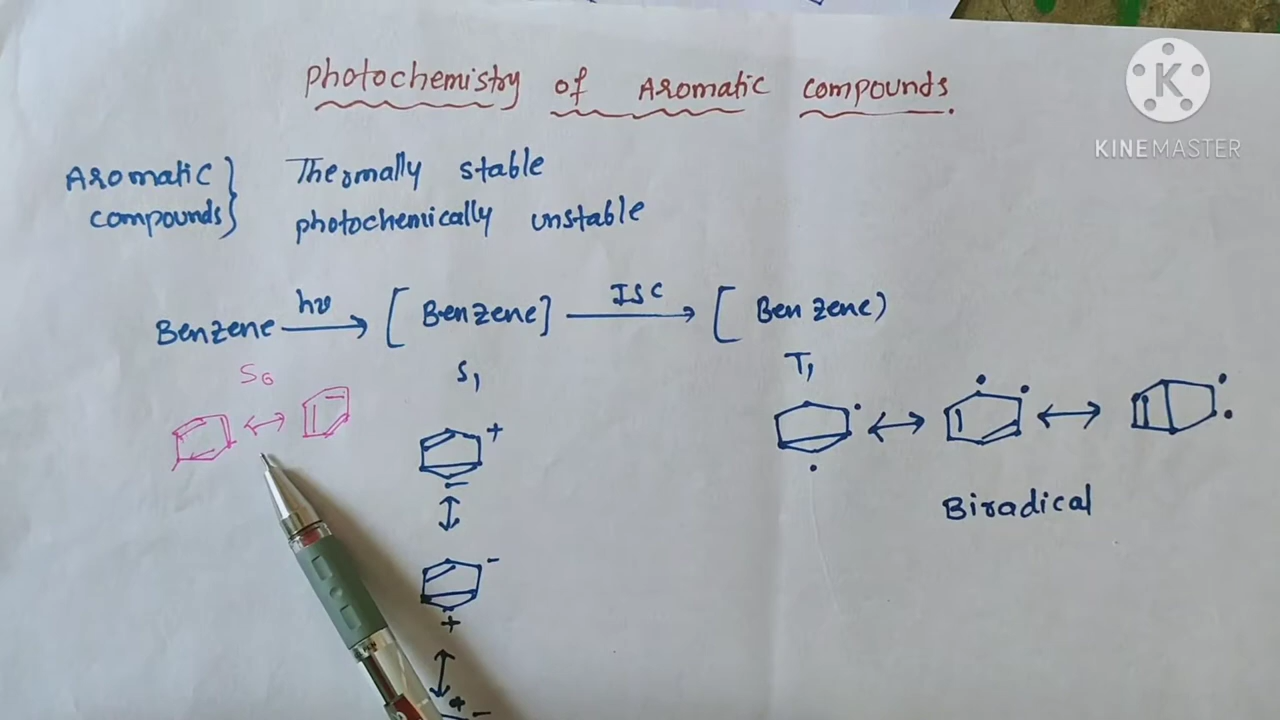 Photochemistry of Aromatic compounds.
K
KINEMASTER
Aromatic compounds} Thermally stable
photochemically unstable
Benzene hν → [Benzene] ISC → [Benzene)
S6 S1 T1
+
-
-
+
+ -
Biradical